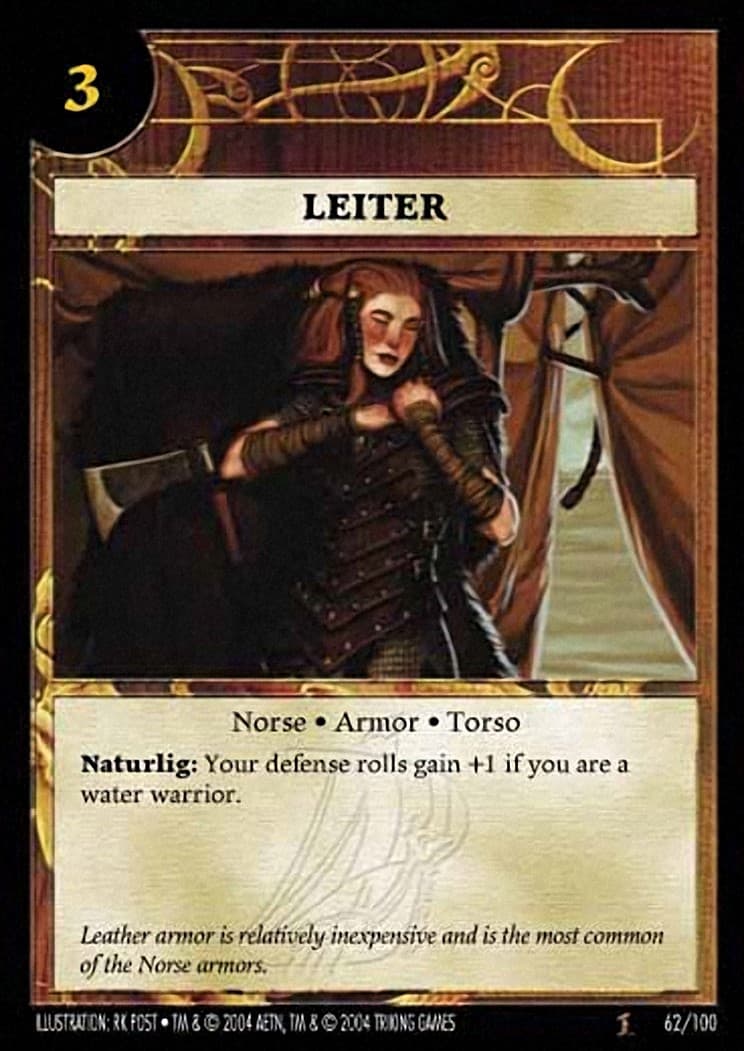 3
LEITER
Norse • Armor • Torso
Naturlig: Your defense rolls gain +1 if you are a
water warrior.
Leather armor is relatively inexpensive and is the most common
of the Norse armors.
ILLUSTRATION: RK POST • TM & © 2004 AETN, TM & © 2004 TRIKING GAMES 62/100